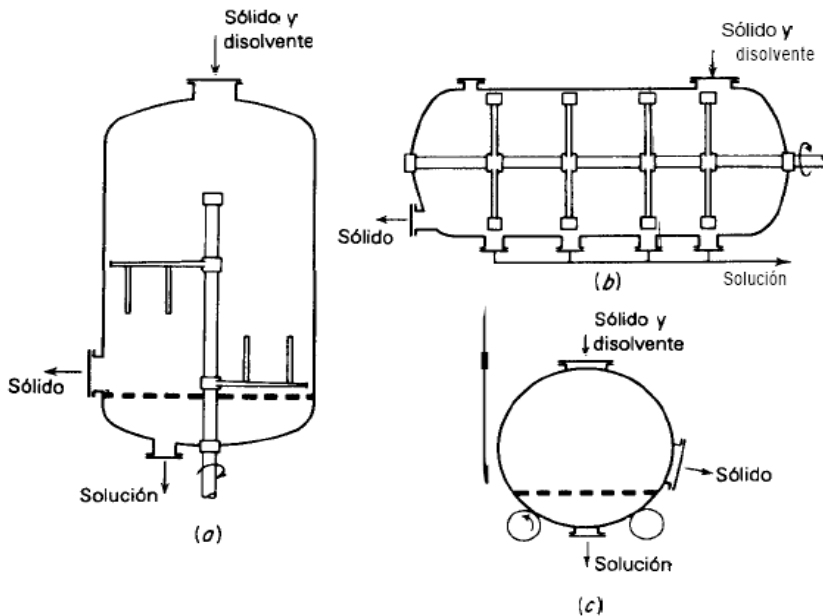 Sólido y
disolvente
Sólido
Solución
(a)
Sólido y
disolvente
Sólido
Solución
(b)
Sólido y
disolvente
Sólido
Solución
(c)